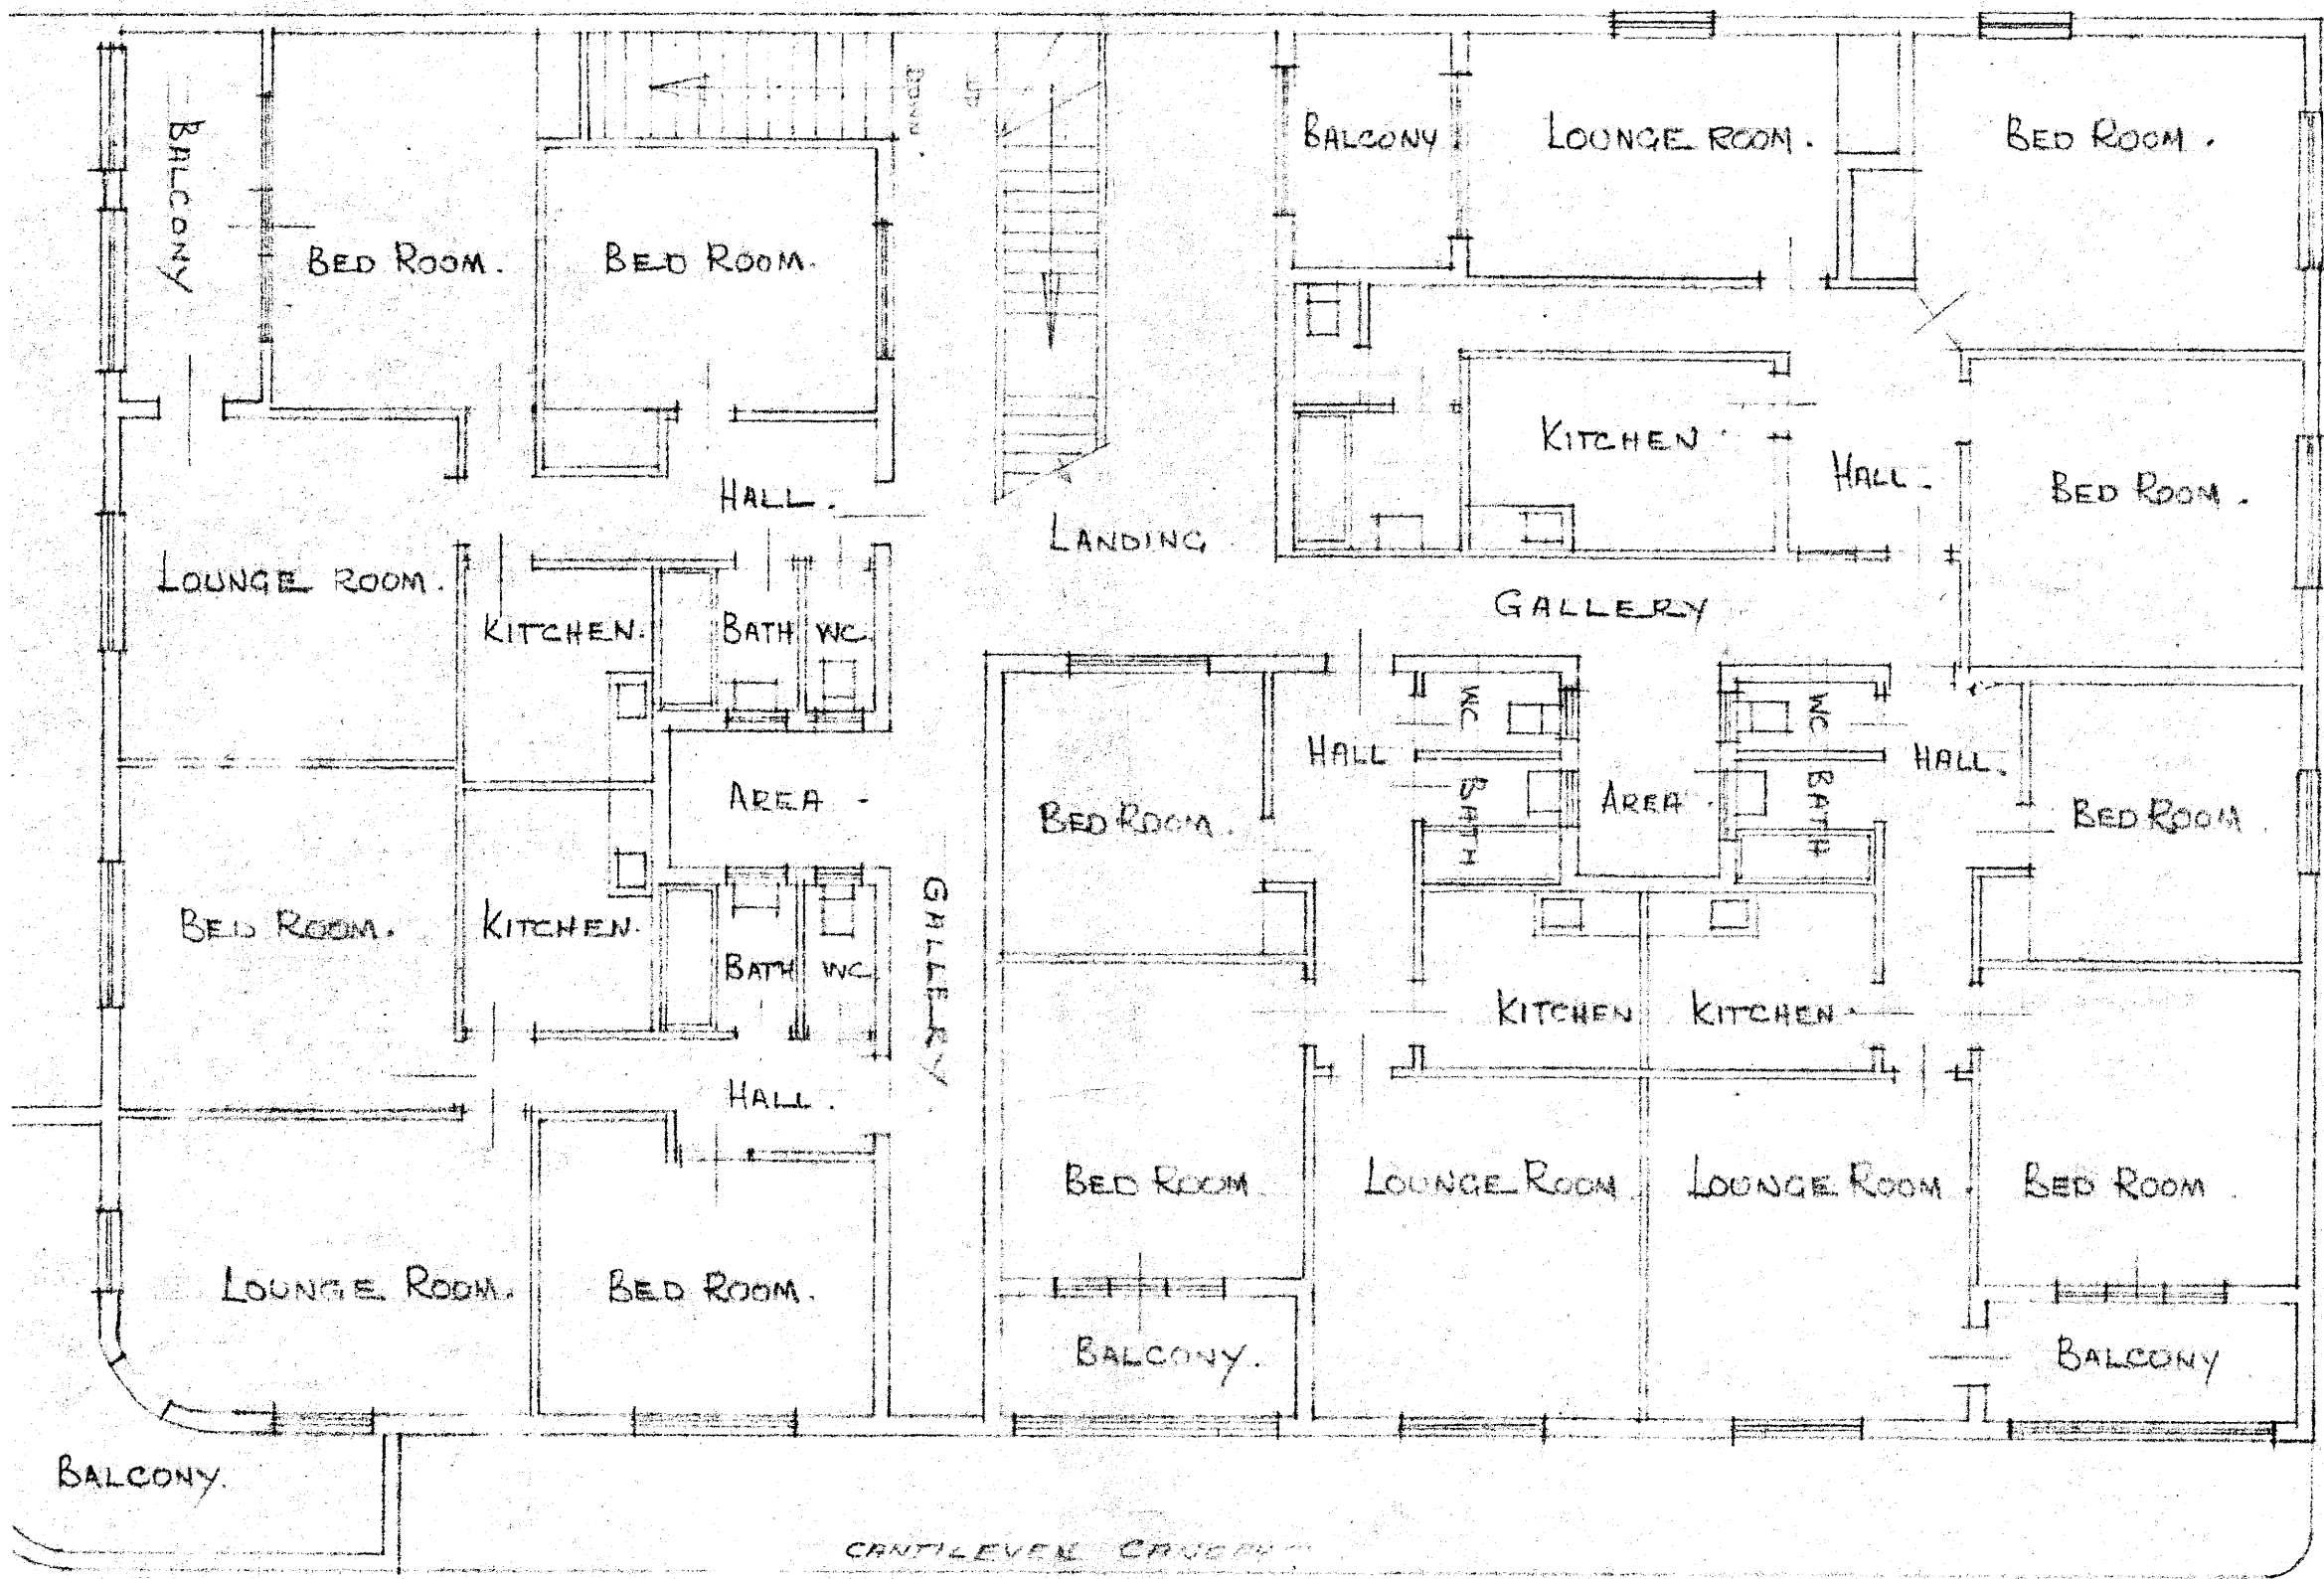 BALCONY
BED ROOM.
BED ROOM.
DOWN.
UP
BALCONY
LOUNGE ROOM.
BED ROOM.
HALL.
LANDING
KITCHEN
HALL.
BED ROOM.
LOUNGE ROOM.
KITCHEN.
BATH
WC.
GALLERY
AREA
BED ROOM.
HALL
WC
BATH
AREA
WC
BATH
HALL.
BED ROOM
BED ROOM.
KITCHEN.
BATH
WC
GALLERY
KITCHEN
KITCHEN
HALL.
BED ROOM
LOUNGE ROOM
LOUNGE ROOM.
BED ROOM.
LOUNGE ROOM.
BED ROOM.
BALCONY.
BALCONY
BALCONY.
CANTILEVER